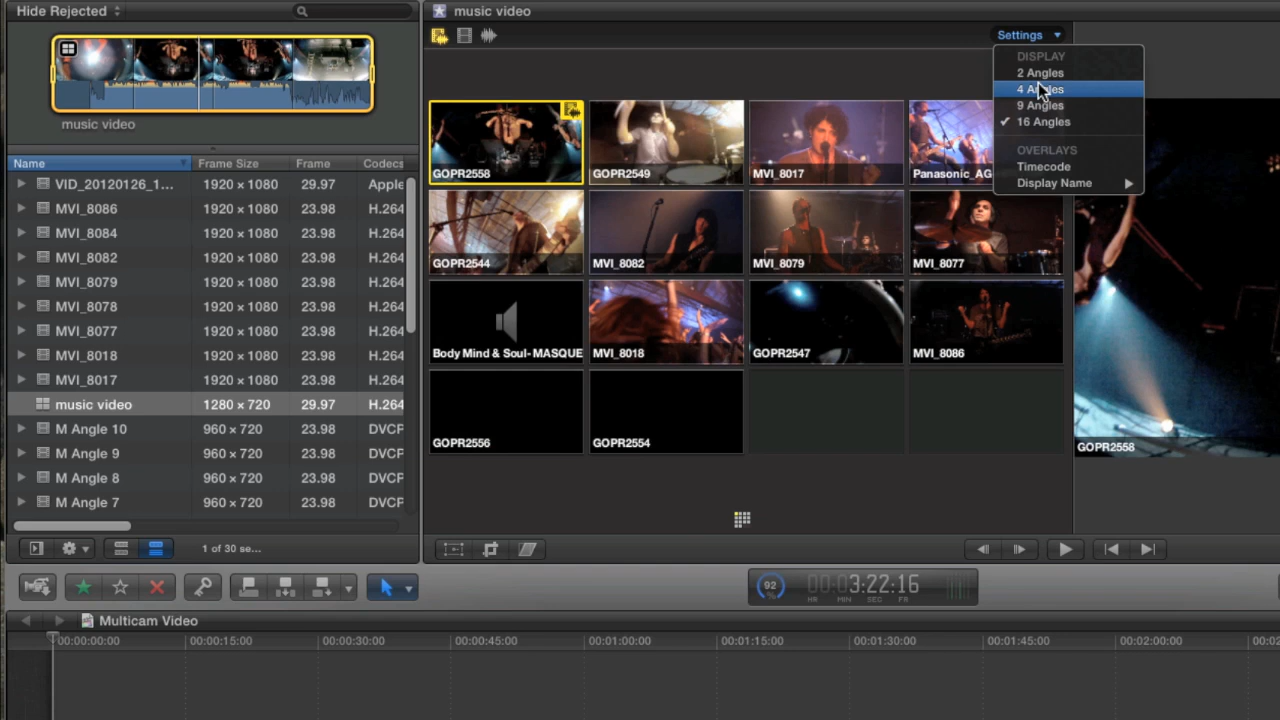 Hide Rejected
music video
music video
Settings
DISPLAY
2 Angles
4 Angles
9 Angles
✓ 16 Angles
OVERLAYS
Timecode
Display Name
GOPR2558
GOPR2549
MVI_8017
Panasonic_AG
GOPR2544
MVI_8082
MVI_8079
MVI_8077
Body Mind & Soul- MASQUE
MVI_8018
GOPR2547
MVI_8086
GOPR2556
GOPR2554
GOPR2558
Name Frame Size Frame Codecs
VID_20120126_1... 1920 × 1080 29.97 Apple
MVI_8086 1920 × 1080 23.98 H.264
MVI_8084 1920 × 1080 23.98 H.264
MVI_8082 1920 × 1080 23.98 H.264
MVI_8079 1920 × 1080 23.98 H.264
MVI_8078 1920 × 1080 23.98 H.264
MVI_8077 1920 × 1080 23.98 H.264
MVI_8018 1920 × 1080 23.98 H.264
MVI_8017 1920 × 1080 23.98 H.264
music video 1280 × 720 29.97 H.264
M Angle 10 960 × 720 23.98 DVCP
M Angle 9 960 × 720 23.98 DVCP
M Angle 8 960 × 720 23.98 DVCP
M Angle 7 960 × 720 23.98 DVCP
1 of 30 se...
92 %
00:03:22:16
HR MIN SEC FR
Multicam Video
00:00:00:00 00:00:15:00 00:00:30:00 00:00:45:00 00:01:00:00 00:01:15:00 00:01:30:00 00:01:45:00 00:02:00:00 00:02